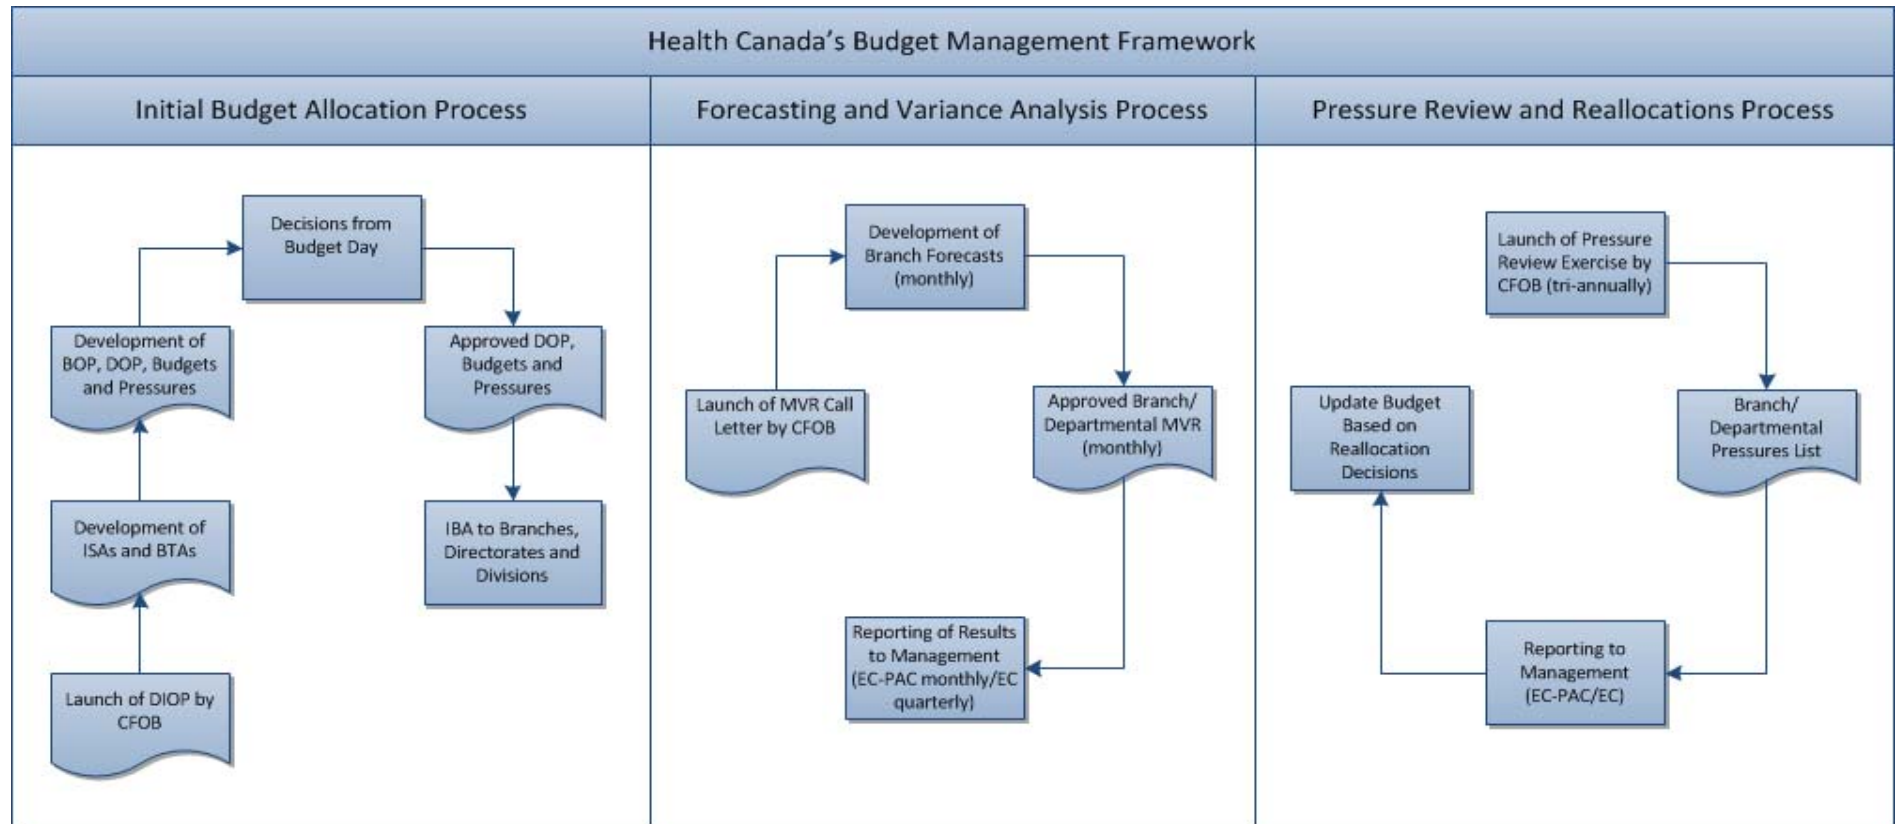 Health Canada's Budget Management Framework
Initial Budget Allocation Process
Forecasting and Variance Analysis Process
Pressure Review and Reallocations Process
Decisions from
Budget Day
Development of
BOP, DOP, Budgets
and Pressures
Approved DOP,
Budgets and
Pressures
Development of
ISAs and BTAs
IBA to Branches,
Directorates and
Divisions
Launch of DIOP by
CFOB
Development of
Branch Forecasts
(monthly)
Launch of MVR Call
Letter by CFOB
Approved Branch/
Departmental MVR
(monthly)
Reporting of Results
to Management
(EC-PAC monthly/EC
quarterly)
Launch of Pressure
Review Exercise by
CFOB (tri-annually)
Update Budget
Based on
Reallocation
Decisions
Branch/
Departmental
Pressures List
Reporting to
Management
(EC-PAC/EC)